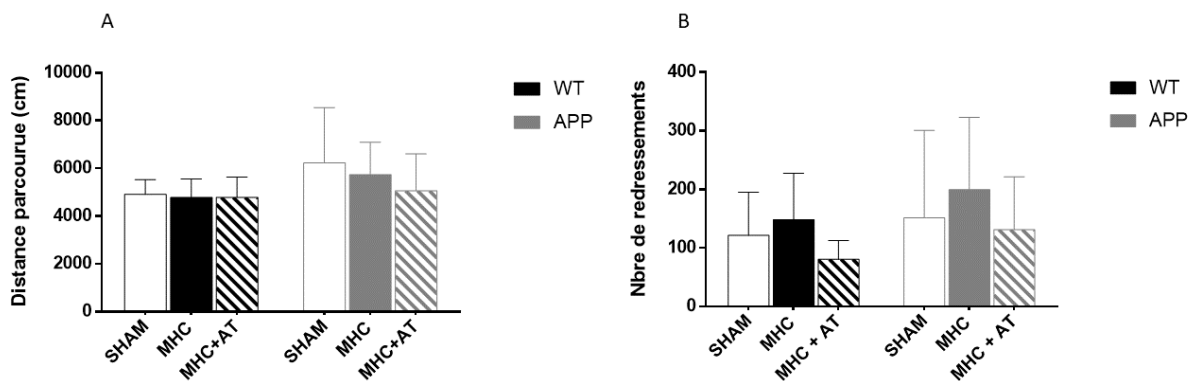 A
Distance parcourue (cm)
10000
8000
6000
4000
2000
0
SHAM
MHC
MHC+AT
SHAM
MHC
MHC+AT
WT
APP
B
Nbre de redressements
400
300
200
100
0
SHAM
MHC
MHC + AT
SHAM
MHC
MHC + AT
WT
APP